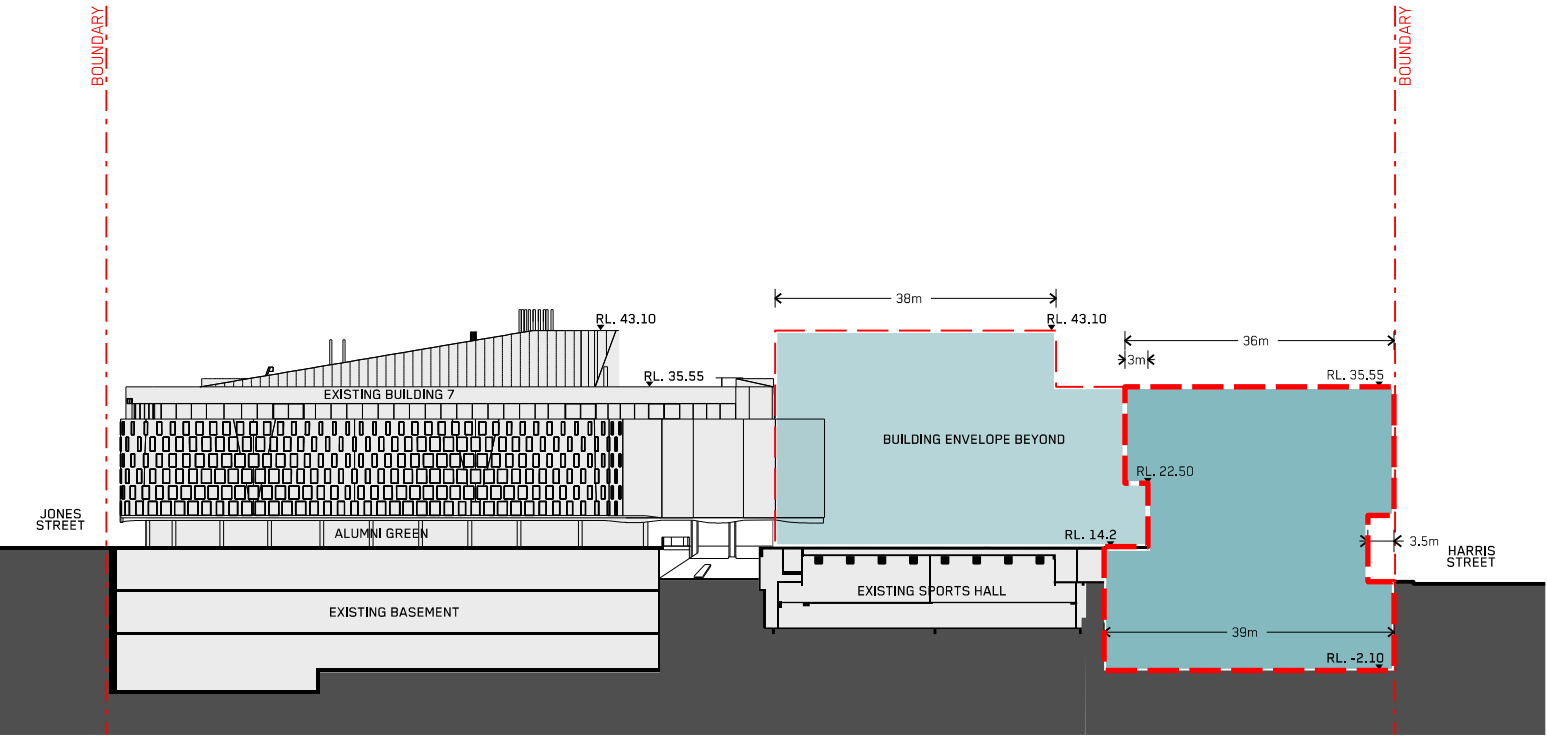 BOUNDARY
BOUNDARY
38m
RL. 43.10
RL. 43.10
36m
3m
RL. 35.55
RL. 35.55
EXISTING BUILDING 7
BUILDING ENVELOPE BEYOND
RL. 22.50
JONES
STREET
ALUMNI GREEN
RL. 14.2
3.5m
HARRIS
STREET
EXISTING SPORTS HALL
EXISTING BASEMENT
39m
RL. -2.10